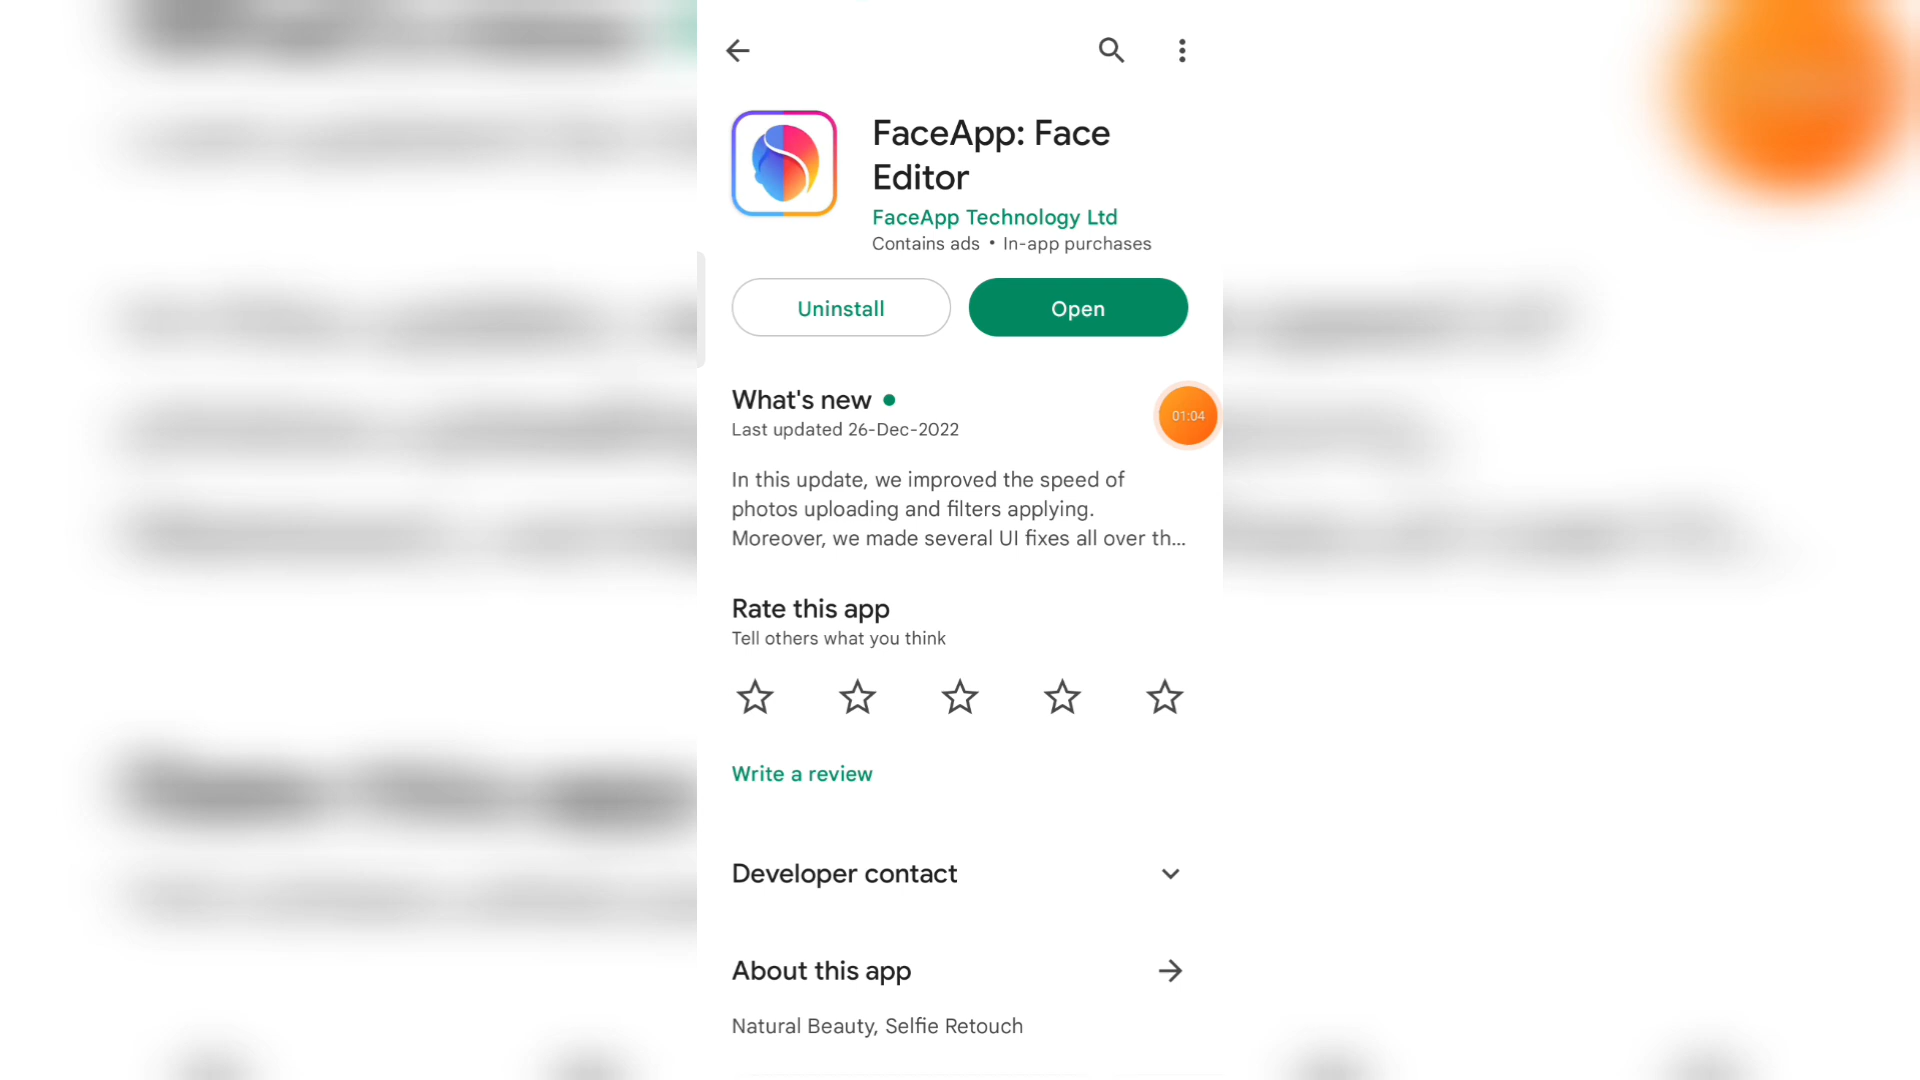 FaceApp: Face
Editor
FaceApp Technology Ltd
Contains ads • In-app purchases
Uninstall
Open
What's new
Last updated 26-Dec-2022
01:04
In this update, we improved the speed of
photos uploading and filters applying.
Moreover, we made several UI fixes all over th...
Rate this app
Tell others what you think
Write a review
Developer contact
About this app
Natural Beauty, Selfie Retouch